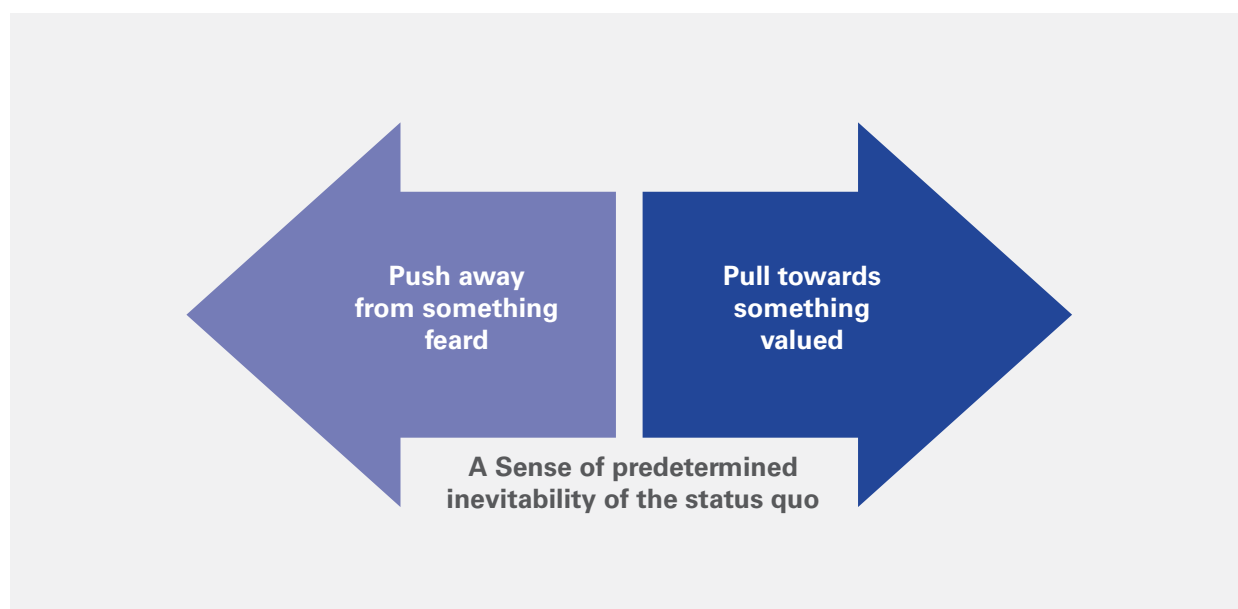 Push away
from something
feard
Pull towards
something
valued
A Sense of predetermined
inevitability of the status quo